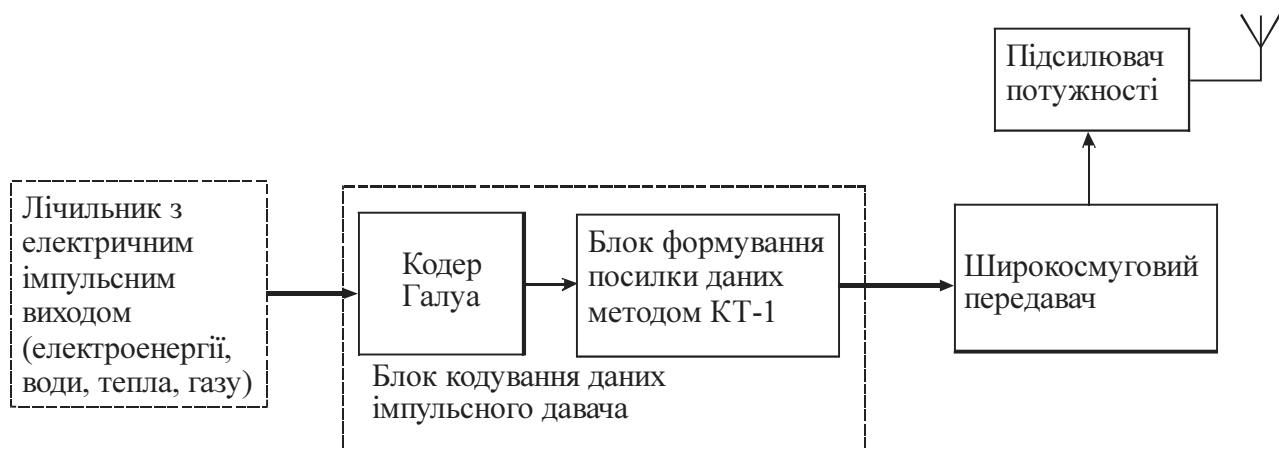 Підсилювач
потужності
Лічильник з
електричним
імпульсним
виходом
(електроенергії,
води, тепла, газу)
Кодер
Галуа
Блок формування
посилки даних
методом КТ-1
Блок кодування даних
імпульсного давача
Широкосмуговий
передавач